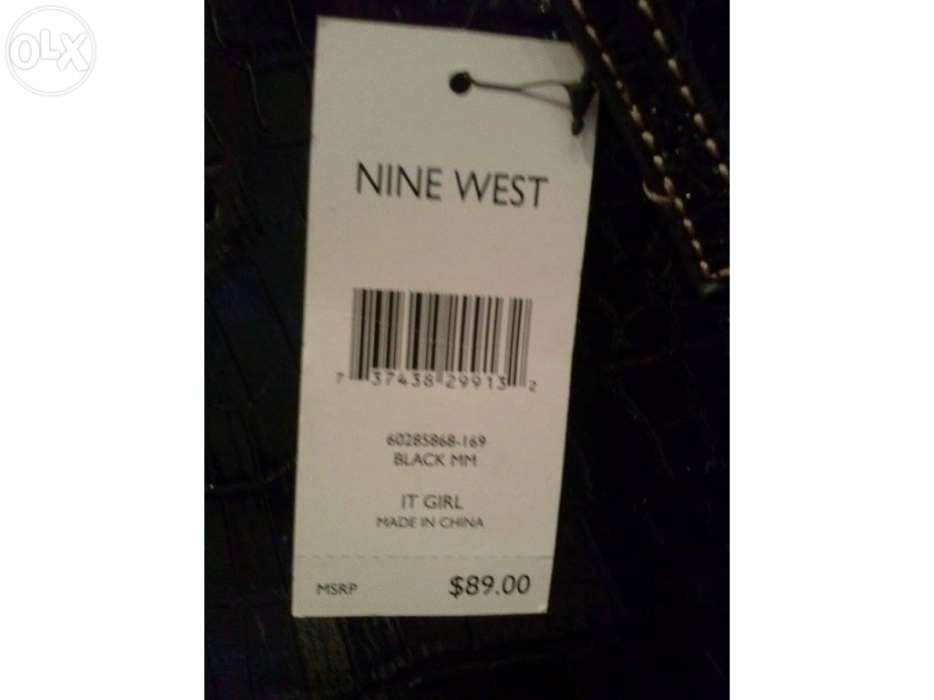 OLX
NINE WEST
7 37438 29913 2
60285868-169
BLACK MM
IT GIRL
MADE IN CHINA
MSRP $89.00